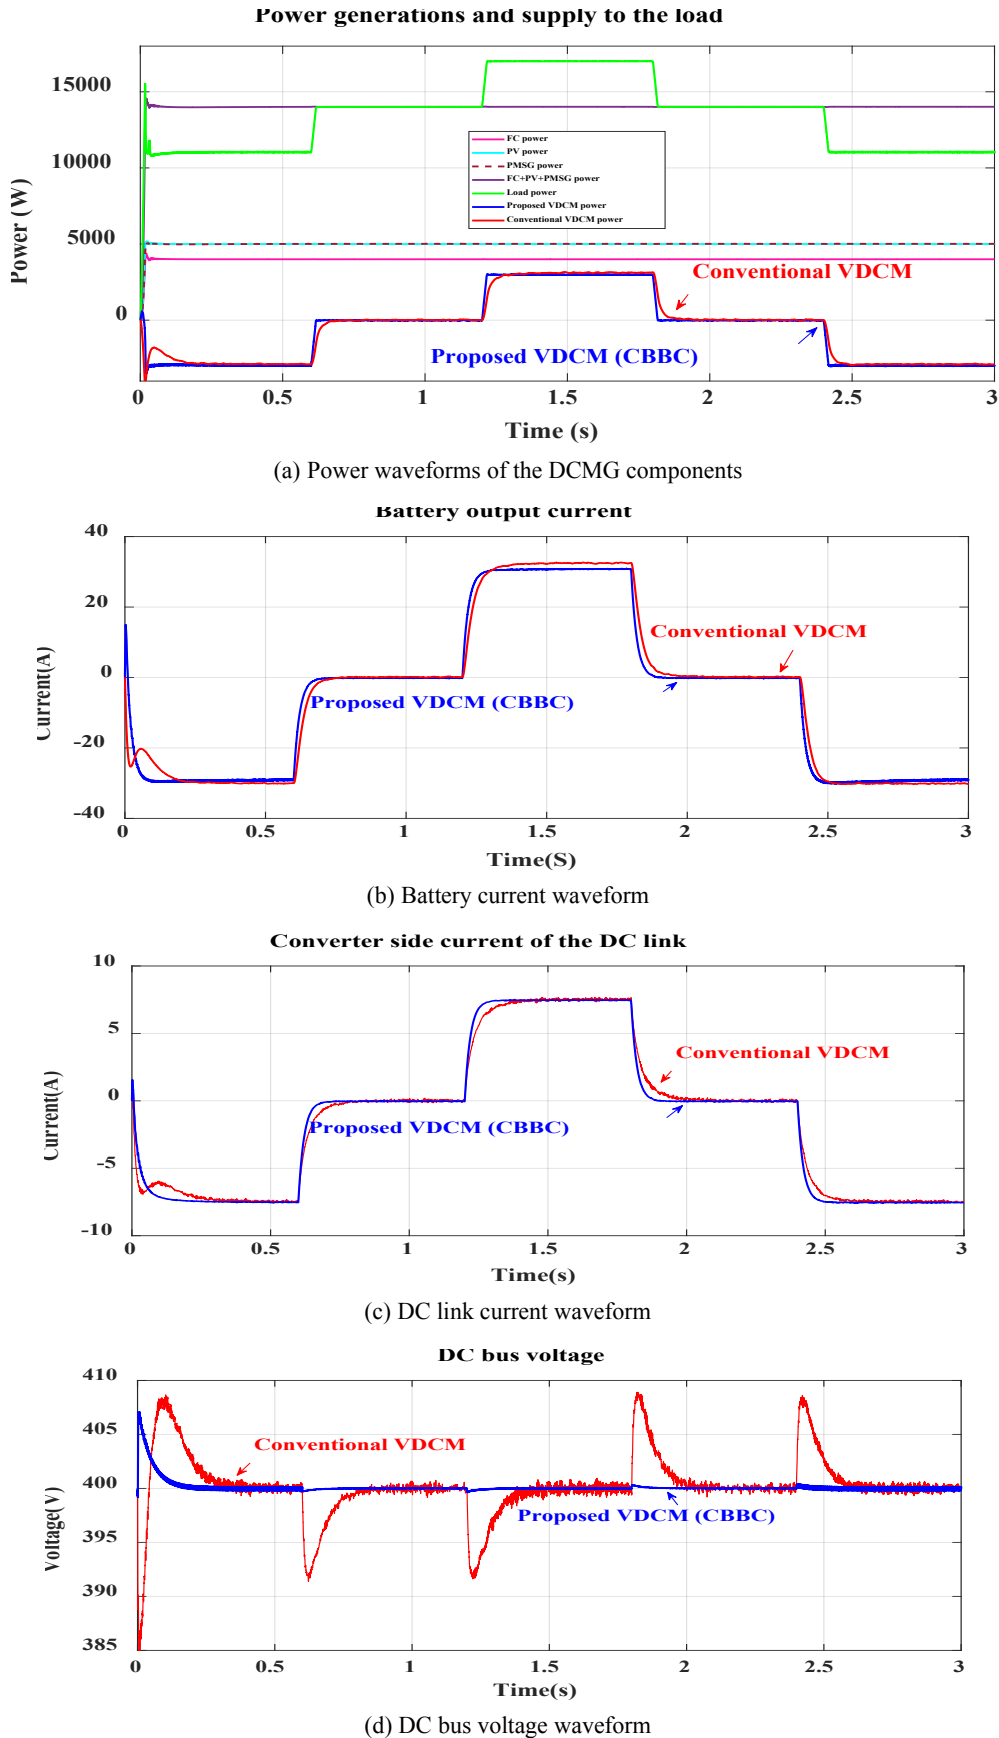 Power generations and supply to the load
15000
10000
5000
0
Power (W)
FC power
PV power
PMSG power
FC+PV+PMSG power
Load power
Proposed VDCM power
Conventional VDCM power
Conventional VDCM
Proposed VDCM (CBBC)
0 0.5 1 1.5 2 2.5 3
Time (s)
(a) Power waveforms of the DCMG components
Battery output current
40
20
0
-20
-40
Current(A)
Conventional VDCM
Proposed VDCM (CBBC)
0 0.5 1 1.5 2 2.5 3
Time(S)
(b) Battery current waveform
Converter side current of the DC link
10
5
0
-5
-10
Current(A)
Conventional VDCM
Proposed VDCM (CBBC)
0 0.5 1 1.5 2 2.5 3
Time(s)
(c) DC link current waveform
DC bus voltage
410
405
400
395
390
385
Voltage(V)
Conventional VDCM
Proposed VDCM (CBBC)
0 0.5 1 1.5 2 2.5 3
Time(s)
(d) DC bus voltage waveform